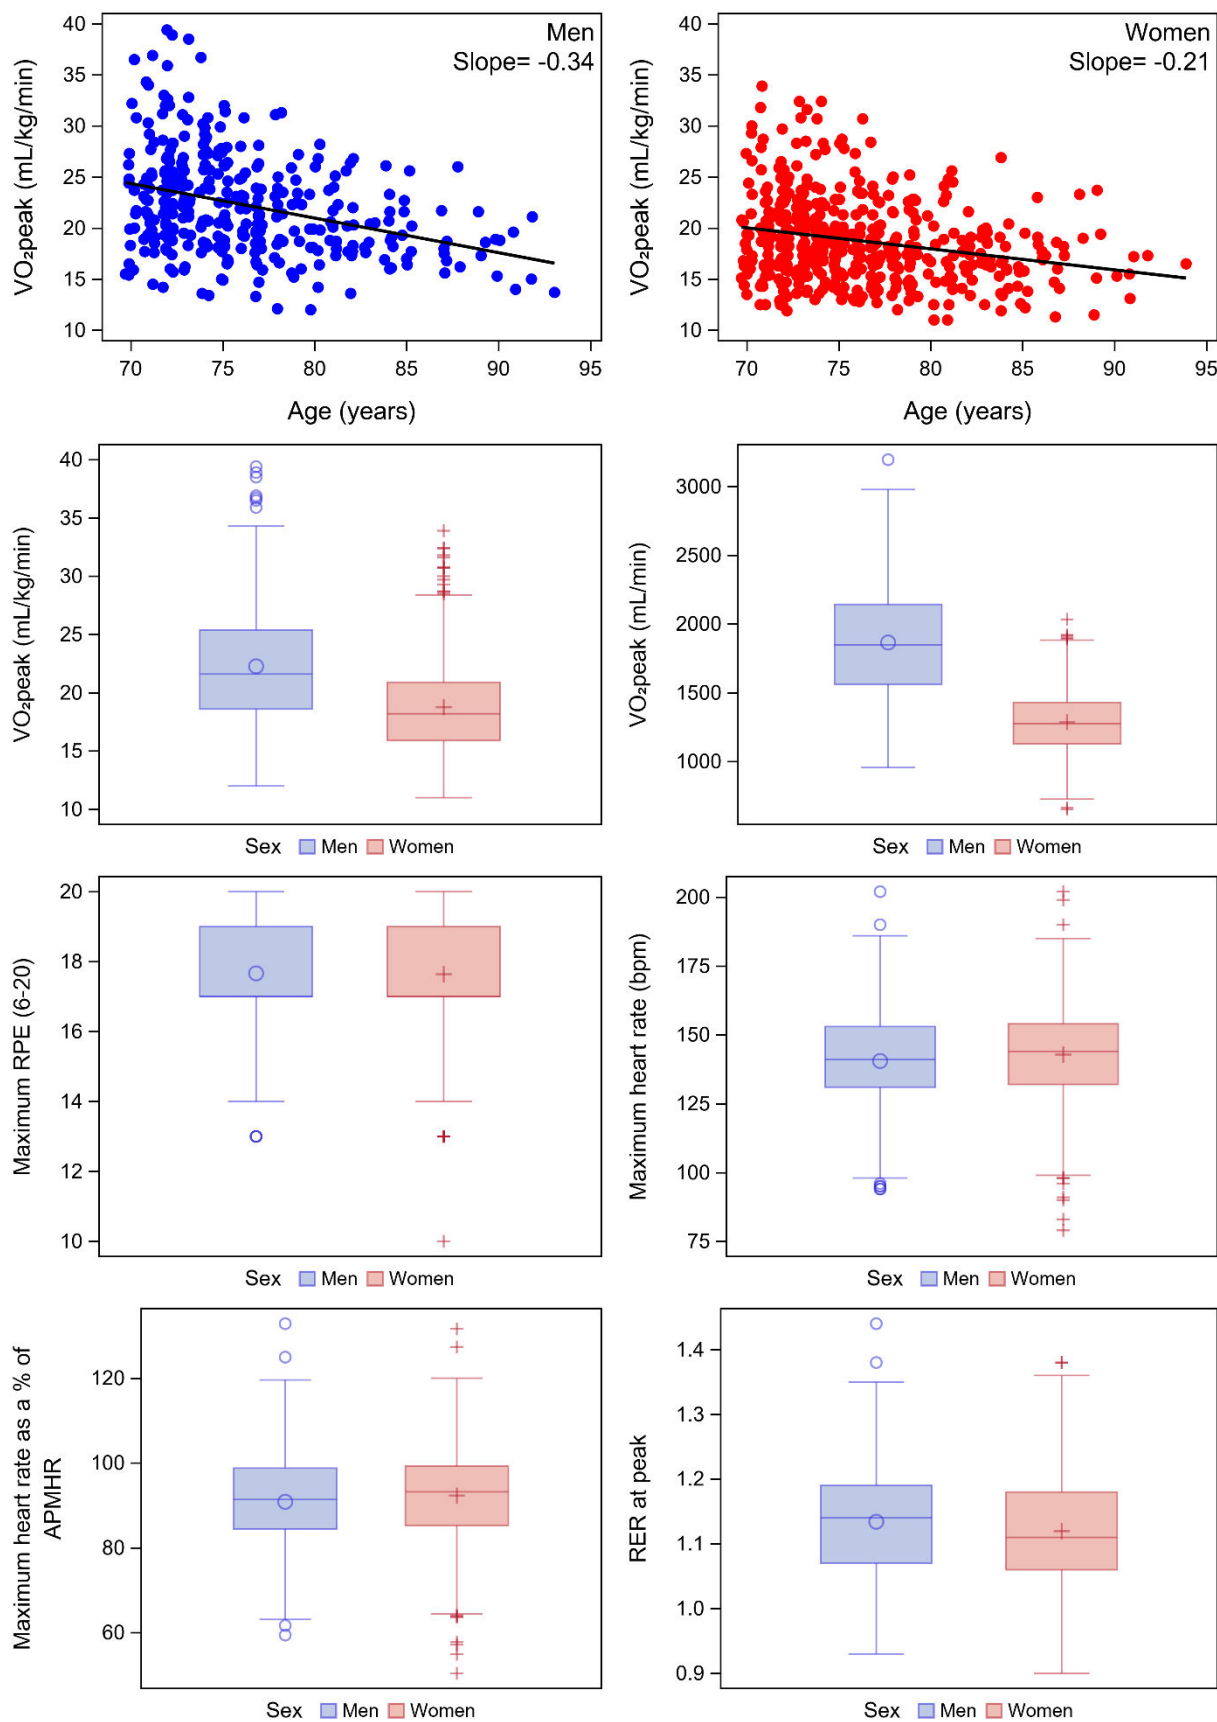 Men
Slope= -0.34
VO₂peak (mL/kg/min)
40
35
30
25
20
15
10
70 75 80 85 90 95
Age (years)
Women
Slope= -0.21
VO₂peak (mL/kg/min)
40
35
30
25
20
15
10
70 75 80 85 90 95
Age (years)
VO₂peak (mL/kg/min)
40
35
30
25
20
15
10
Sex Men Women
VO₂peak (mL/min)
3000
2500
2000
1500
1000
Sex Men Women
Maximum RPE (6-20)
20
18
16
14
12
10
Sex Men Women
Maximum heart rate (bpm)
200
175
150
125
100
75
Sex Men Women
Maximum heart rate as a % of
APMHR
120
100
80
60
Sex Men Women
RER at peak
1.4
1.3
1.2
1.1
1.0
0.9
Sex Men Women